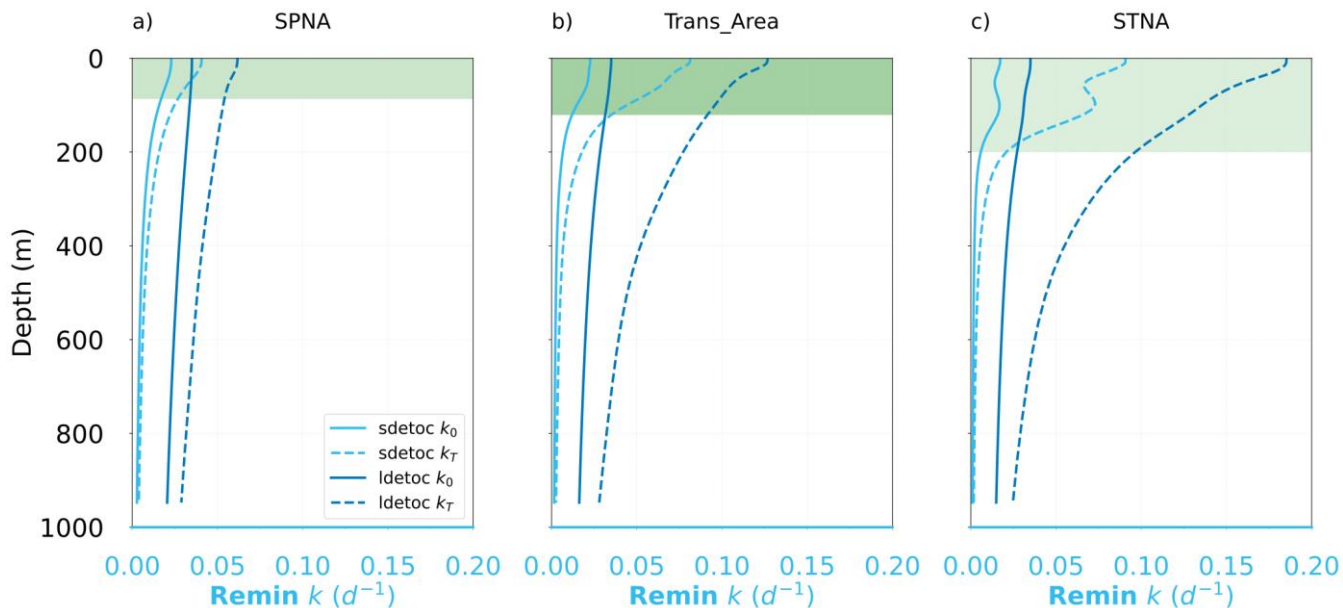 a) SPNA
b) Trans_Area
c) STNA
Depth (m)
0
200
400
600
800
1000
sdetoc k₀
sdetoc k_T
ldetoc k₀
ldetoc k_T
0.00 0.05 0.10 0.15 0.20
0.00 0.05 0.10 0.15 0.20
0.00 0.05 0.10 0.15 0.20
Remin k (d⁻¹)
Remin k (d⁻¹)
Remin k (d⁻¹)